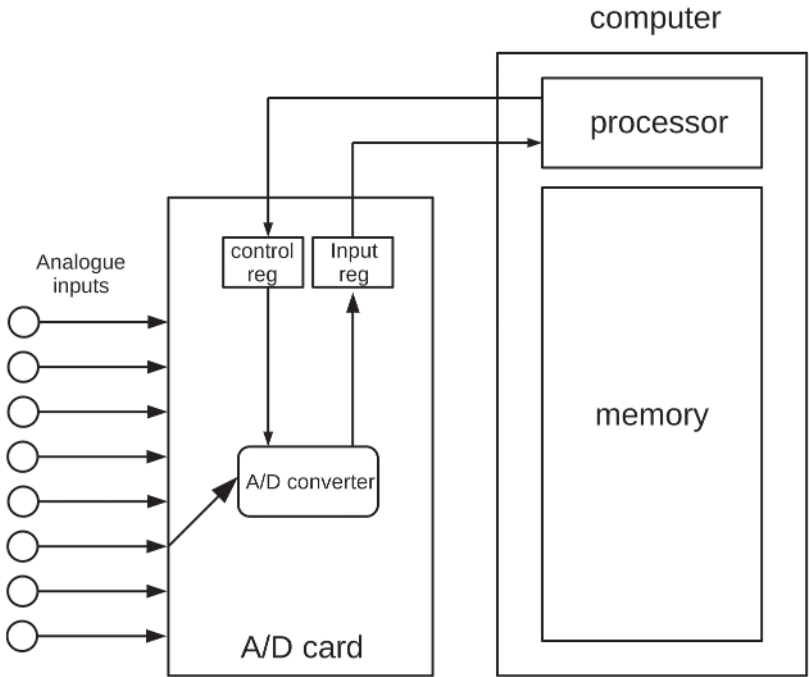 computer
processor
control
reg
Input
reg
Analogue
inputs
memory
A/D converter
A/D card